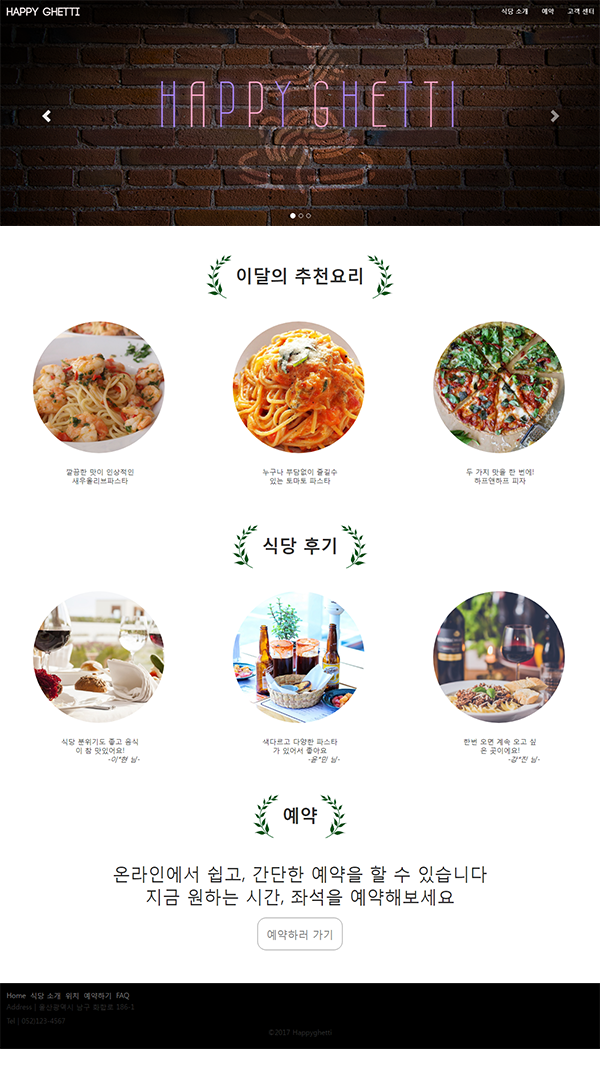 HAPPY GHETTI
식당 소개 예약 고객 센터
HAPPY GHETTI
이달의 추천요리
깔끔한 맛이 인상적인
새우올리브파스타
누구나 부담없이 즐길수
있는 토마토 파스타
두 가지 맛을 한 번에!
하프앤하프 피자
식당 후기
식당 분위기도 좋고 음식
이 참 맛있어요!
-이*현 님-
색다르고 다양한 파스타
가 있어서 좋아요
-윤*민 님-
한번 오면 계속 오고 싶
은 곳이에요!
-강*진 님-
예약
온라인에서 쉽고, 간단한 예약을 할 수 있습니다
지금 원하는 시간, 좌석을 예약해보세요
예약하러 가기
Home 식당 소개 위치 예약하기 FAQ
Address | 울산광역시 남구 화합로 106-1
Tel | 052)123-4567
©2017 Happyghetti